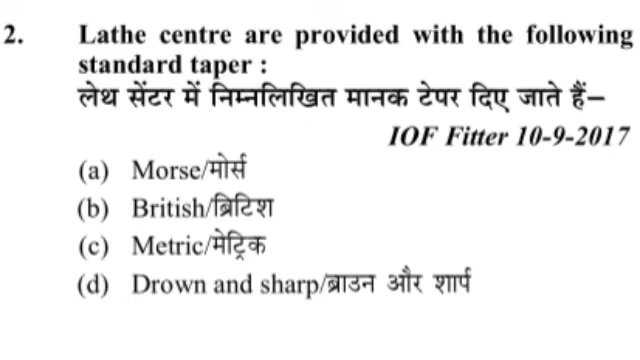 2. Lathe centre are provided with the following
standard taper :
लेथ सेंटर में निम्नलिखित मानक टेपर दिए जाते हैं–
IOF Fitter 10-9-2017
(a) Morse/मोर्स
(b) British/ब्रिटिश
(c) Metric/मेट्रिक
(d) Drown and sharp/ब्राउन और शार्प